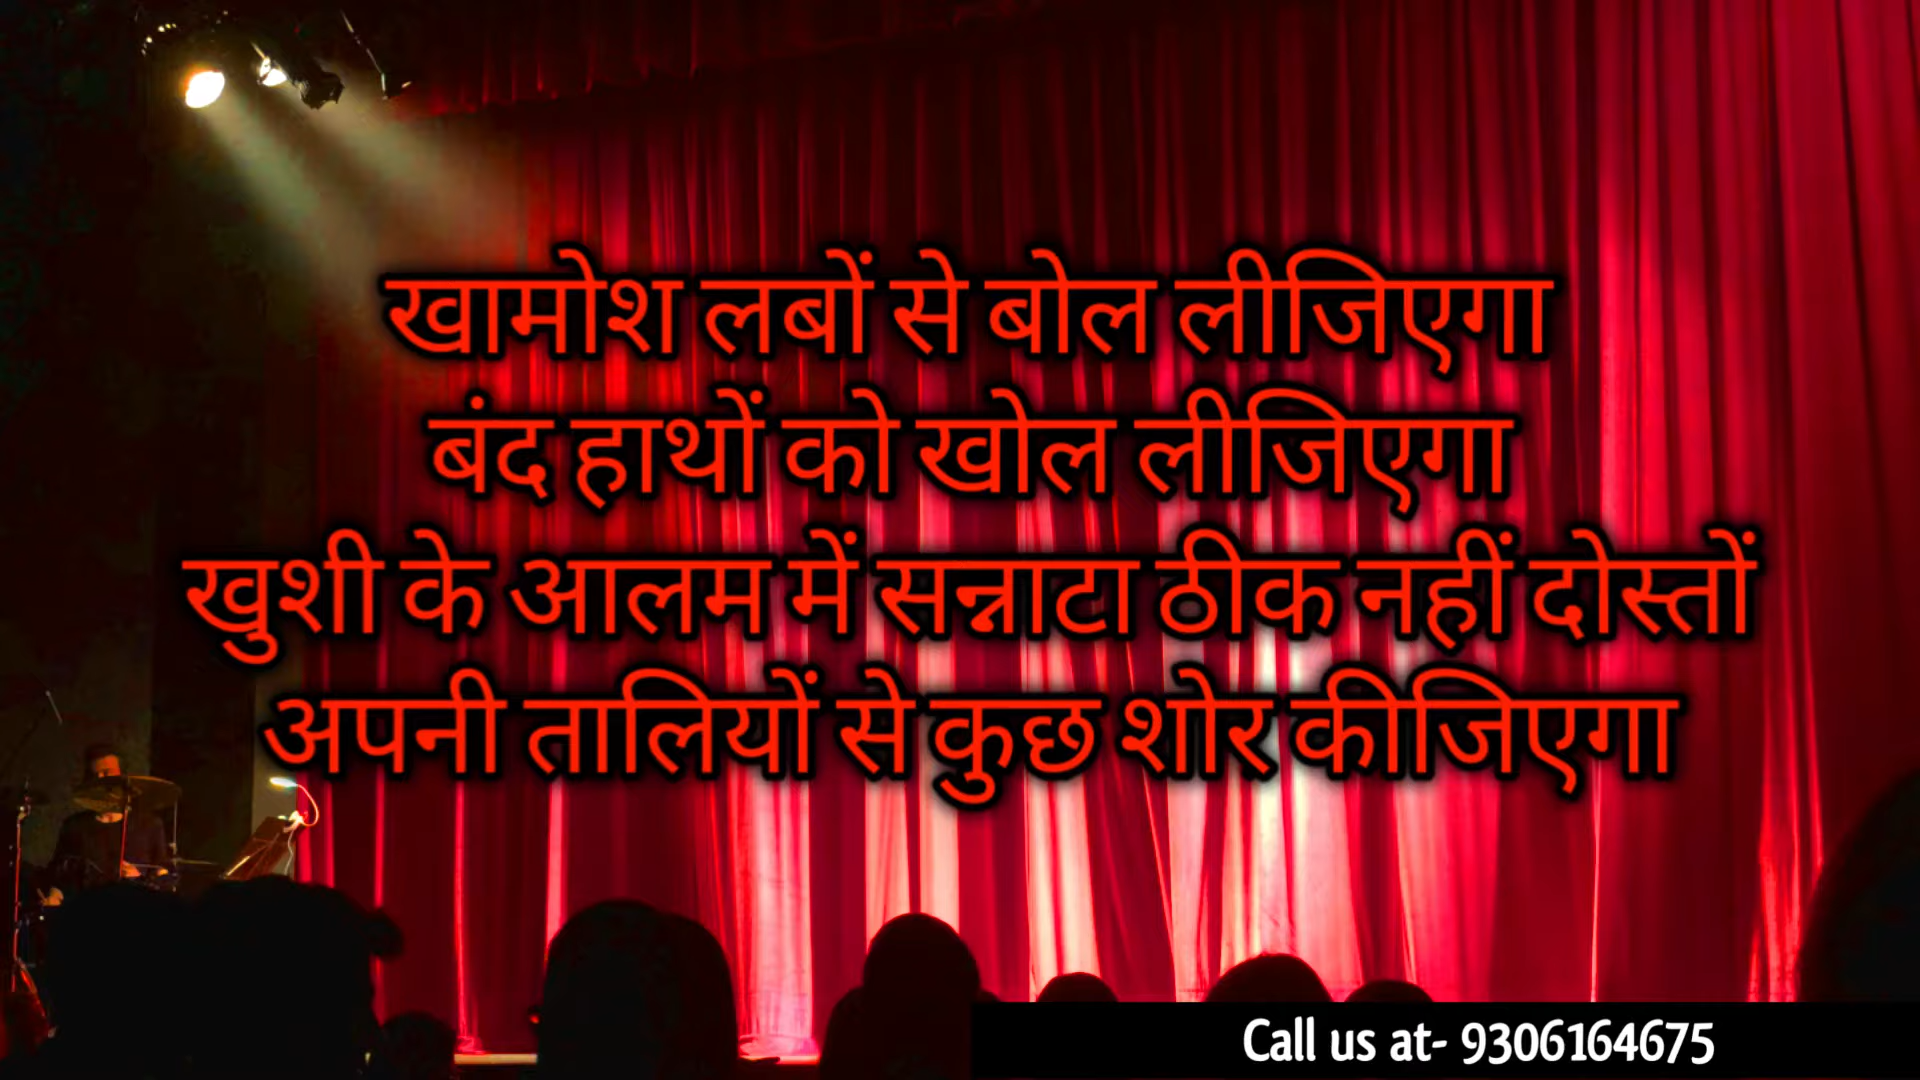 खामोश लबों से बोल लीजिएगा
बंद हाथों को खोल लीजिएगा
खुशी के आलम में सन्नाटा ठीक नहीं दोस्तों
अपनी तालियों से कुछ शोर कीजिएगा
Call us at- 9306164675